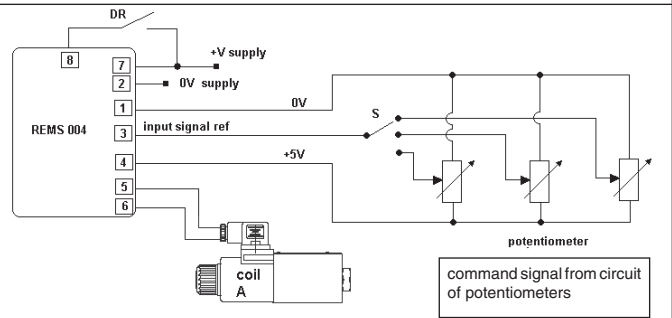 DR
8
+V supply
7
2
0V supply
1
0V
REMS 004
3
input signal ref
S
4
+5V
5
6
coil
A
potentiometer
command signal from circuit
of potentiometers